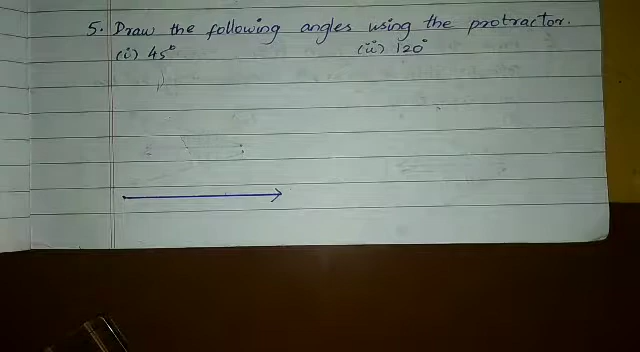 5. Draw the following angles using the protractor.
(i) 45° (ii) 120°